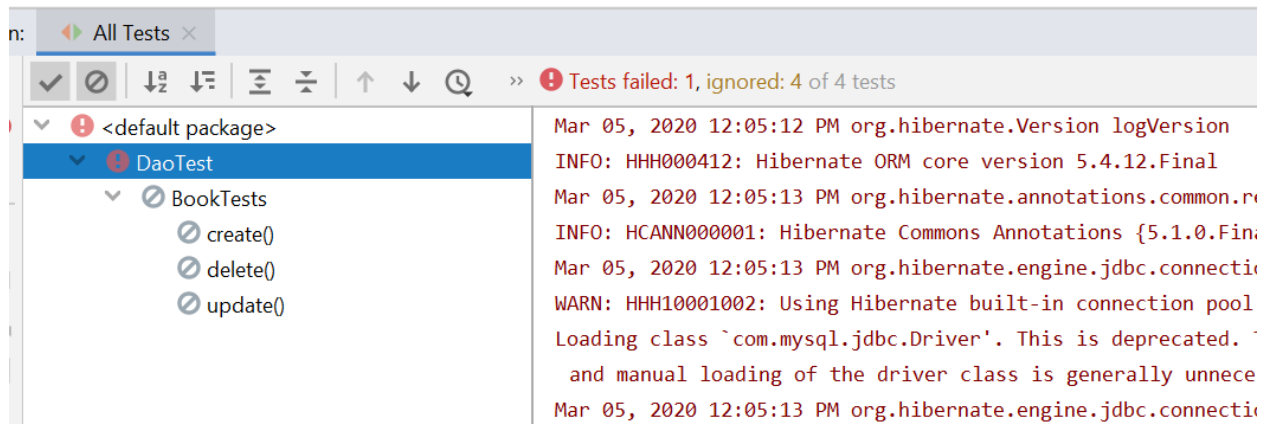 n: All Tests
Tests failed: 1, ignored: 4 of 4 tests
<default package>
DaoTest
BookTests
create()
delete()
update()
Mar 05, 2020 12:05:12 PM org.hibernate.Version logVersion
INFO: HHH000412: Hibernate ORM core version 5.4.12.Final
Mar 05, 2020 12:05:13 PM org.hibernate.annotations.common.r
INFO: HCANN000001: Hibernate Commons Annotations {5.1.0.Fina
Mar 05, 2020 12:05:13 PM org.hibernate.engine.jdbc.connectio
WARN: HHH10001002: Using Hibernate built-in connection pool
Loading class `com.mysql.jdbc.Driver'. This is deprecated.
and manual loading of the driver class is generally unnece
Mar 05, 2020 12:05:13 PM org.hibernate.engine.jdbc.connectio